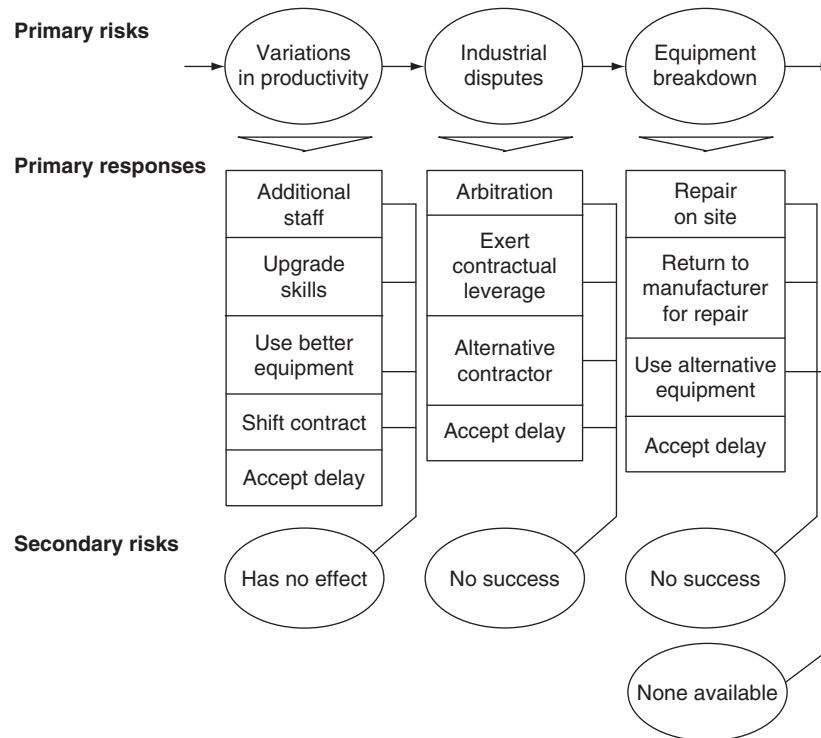 Primary risks
Variations
in productivity
Industrial
disputes
Equipment
breakdown
Primary responses
Additional
staff
Upgrade
skills
Use better
equipment
Shift contract
Accept delay
Arbitration
Exert
contractual
leverage
Alternative
contractor
Accept delay
Repair
on site
Return to
manufacturer
for repair
Use alternative
equipment
Accept delay
Secondary risks
Has no effect
No success
No success
None available